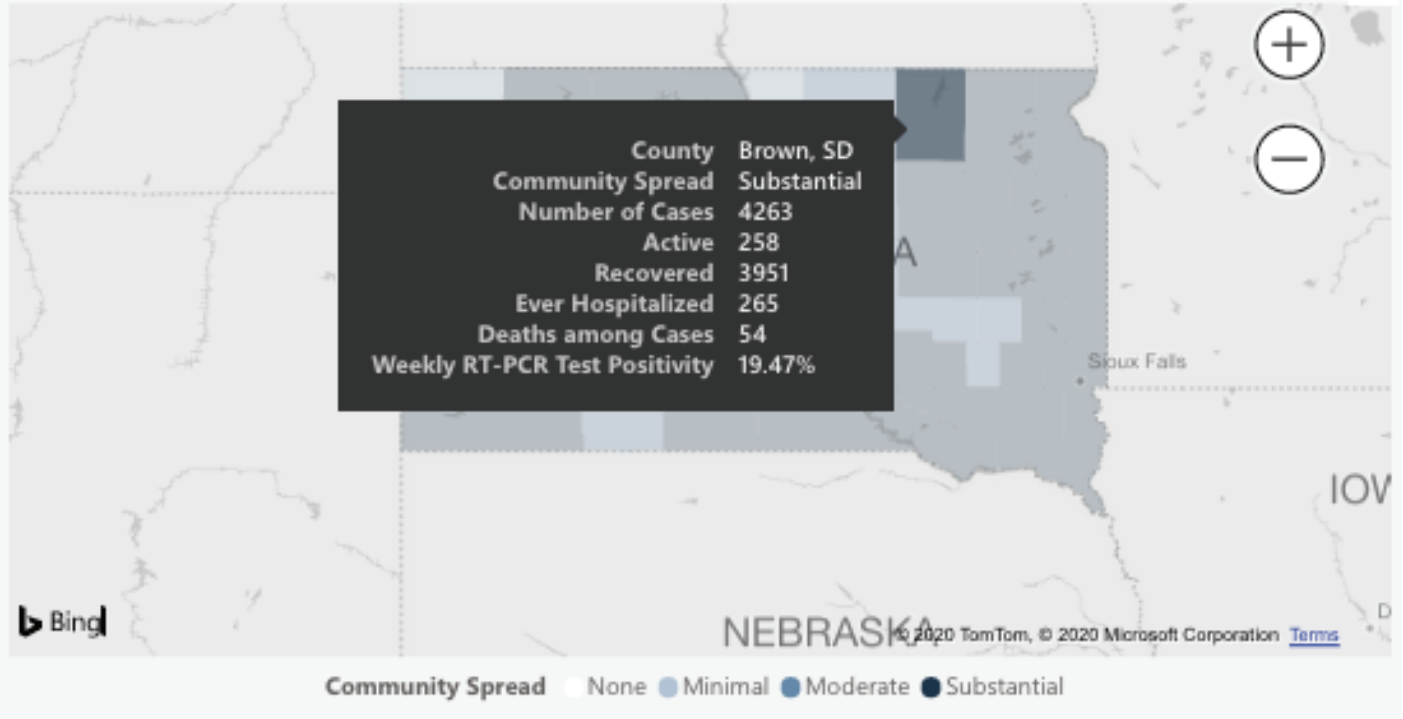 County Brown, SD
Community Spread Substantial
Number of Cases 4263
Active 258
Recovered 3951
Ever Hospitalized 265
Deaths among Cases 54
Weekly RT-PCR Test Positivity 19.47%
A
Sioux Falls
IOW
D
Bing
NEBRASKA
© 2020 TomTom, © 2020 Microsoft Corporation Terms
Community Spread None Minimal Moderate Substantial